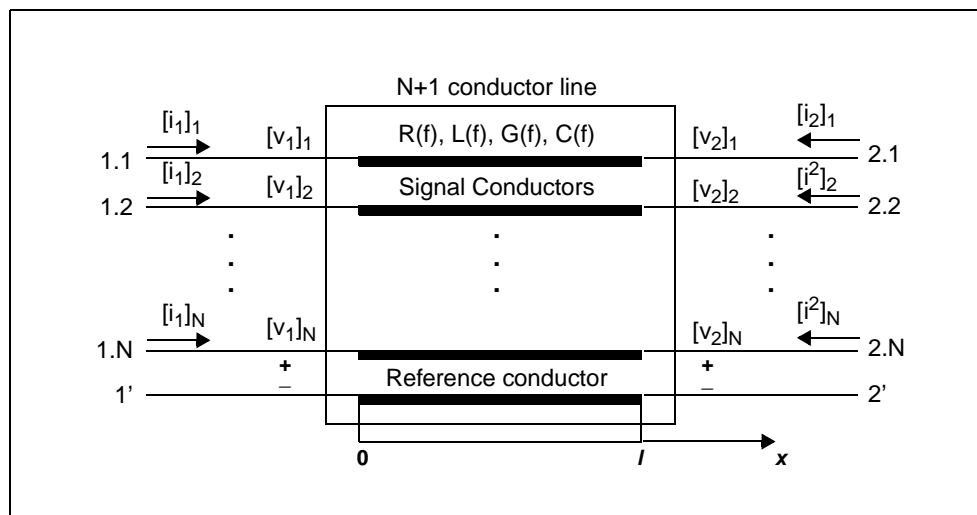 N+1 conductor line
[i₁]₁ [v₁]₁ R(f), L(f), G(f), C(f) [v₂]₁ [i₂]₁
1.1 2.1
[i₁]₂ [v₁]₂ Signal Conductors [v₂]₂ [i²]₂
1.2 2.2
[i₁]N [v₁]N [v₂]N [i²]N
1.N + + 2.N
1’ – Reference conductor – 2’
0 l x